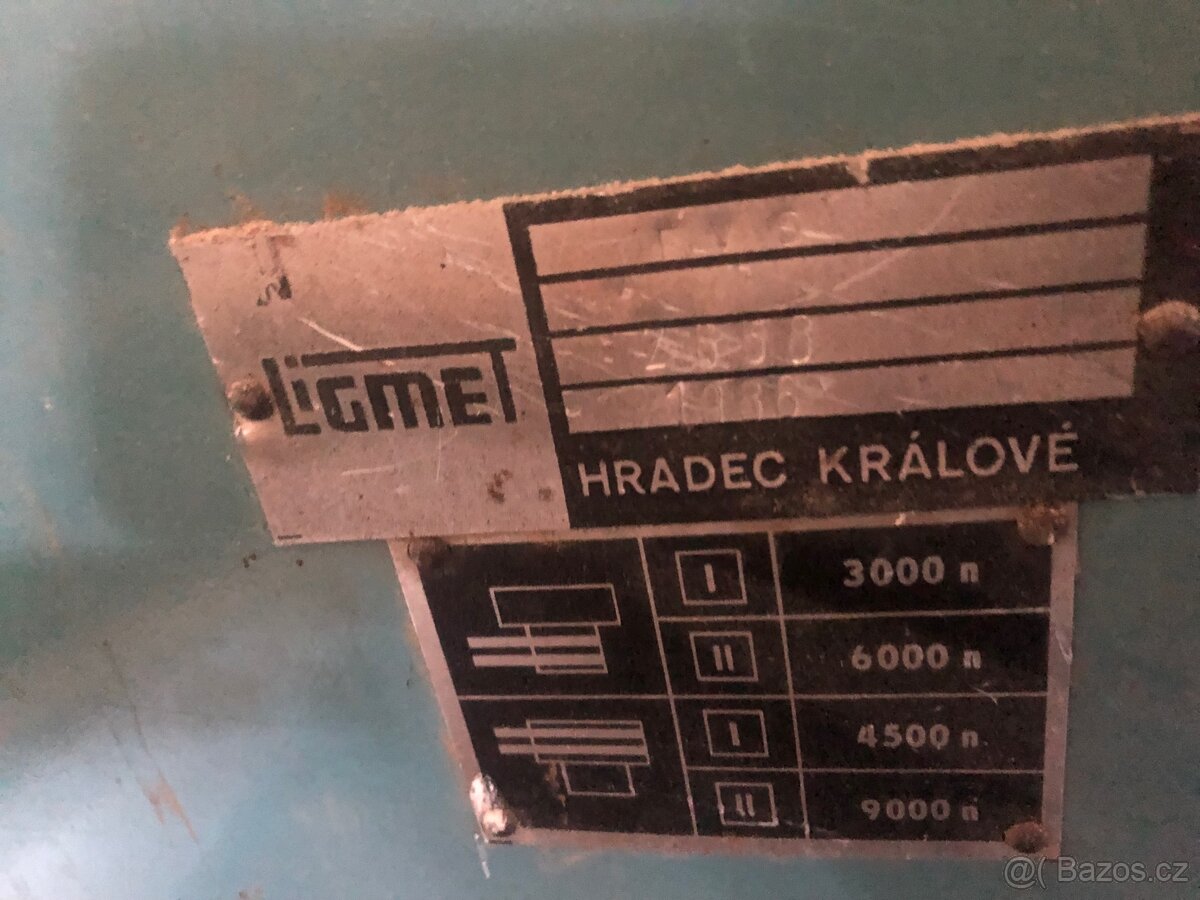 LIGMET
HRADEC KRÁLOVÉ
I 3000 n
II 6000 n
I 4500 n
II 9000 n
@( Bazos.cz